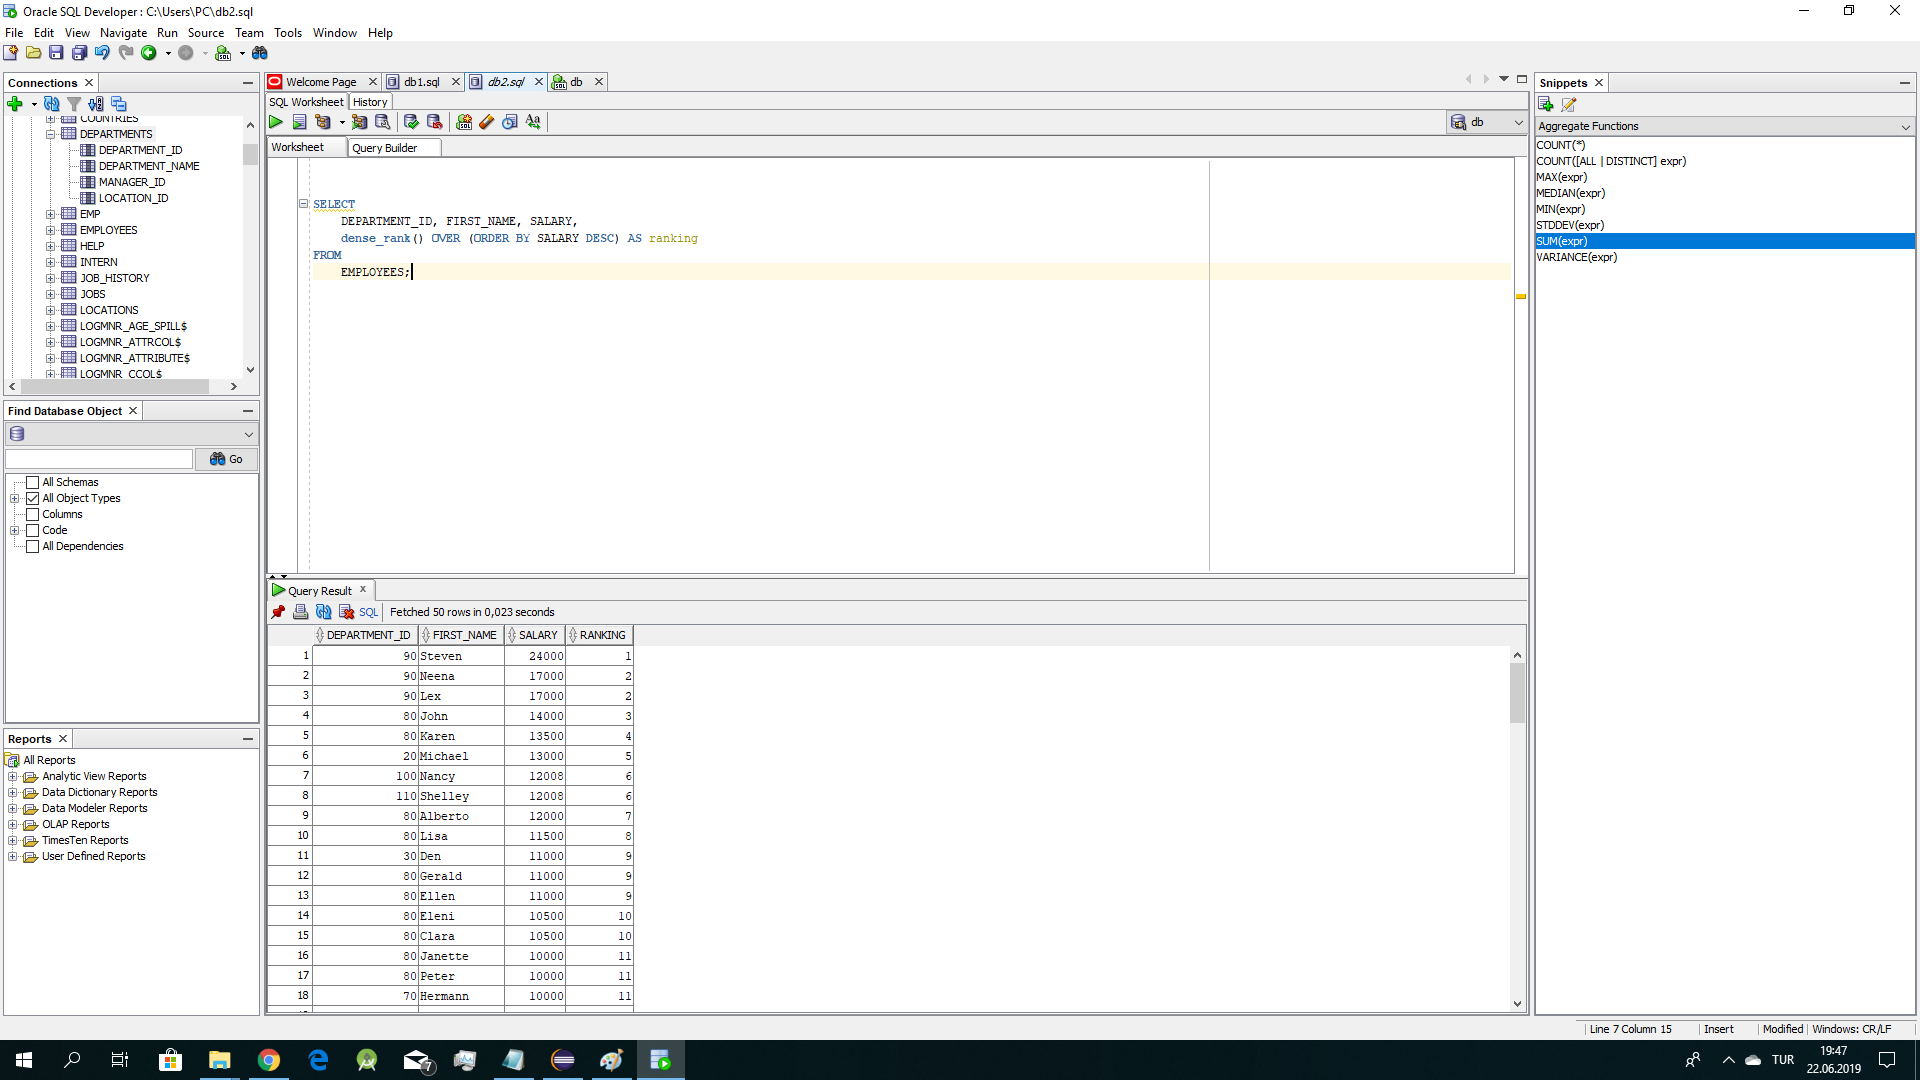 Oracle SQL Developer : C:\Users\PC\db2.sql
File Edit View Navigate Run Source Team Tools Window Help
Connections
COUNTRIES
DEPARTMENTS
DEPARTMENT_ID
DEPARTMENT_NAME
MANAGER_ID
LOCATION_ID
EMP
EMPLOYEES
HELP
INTERN
JOB_HISTORY
JOBS
LOCATIONS
LOGMNR_AGE_SPILL$
LOGMNR_ATTRCOL$
LOGMNR_ATTRIBUTE$
LOGMNR_CCOL$
Find Database Object
Go
All Schemas
All Object Types
Columns
Code
All Dependencies
Reports
All Reports
Analytic View Reports
Data Dictionary Reports
Data Modeler Reports
OLAP Reports
TimesTen Reports
User Defined Reports
Welcome Page db1.sql db2.sql db
SQL Worksheet History
db
Worksheet Query Builder
SELECT
DEPARTMENT_ID, FIRST_NAME, SALARY,
dense_rank() OVER (ORDER BY SALARY DESC) AS ranking
FROM
EMPLOYEES;
Query Result
SQL Fetched 50 rows in 0,023 seconds
DEPARTMENT_ID FIRST_NAME SALARY RANKING
1 90 Steven 24000 1
2 90 Neena 17000 2
3 90 Lex 17000 2
4 80 John 14000 3
5 80 Karen 13500 4
6 20 Michael 13000 5
7 100 Nancy 12008 6
8 110 Shelley 12008 6
9 80 Alberto 12000 7
10 80 Lisa 11500 8
11 30 Den 11000 9
12 80 Gerald 11000 9
13 80 Ellen 11000 9
14 80 Eleni 10500 10
15 80 Clara 10500 10
16 80 Janette 10000 11
17 80 Peter 10000 11
18 70 Hermann 10000 11
Snippets
Aggregate Functions
COUNT(*)
COUNT([ALL | DISTINCT] expr)
MAX(expr)
MEDIAN(expr)
MIN(expr)
STDDEV(expr)
SUM(expr)
VARIANCE(expr)
Line 7 Column 15 Insert Modified Windows: CR/LF
7
TUR
19:47
22.06.2019